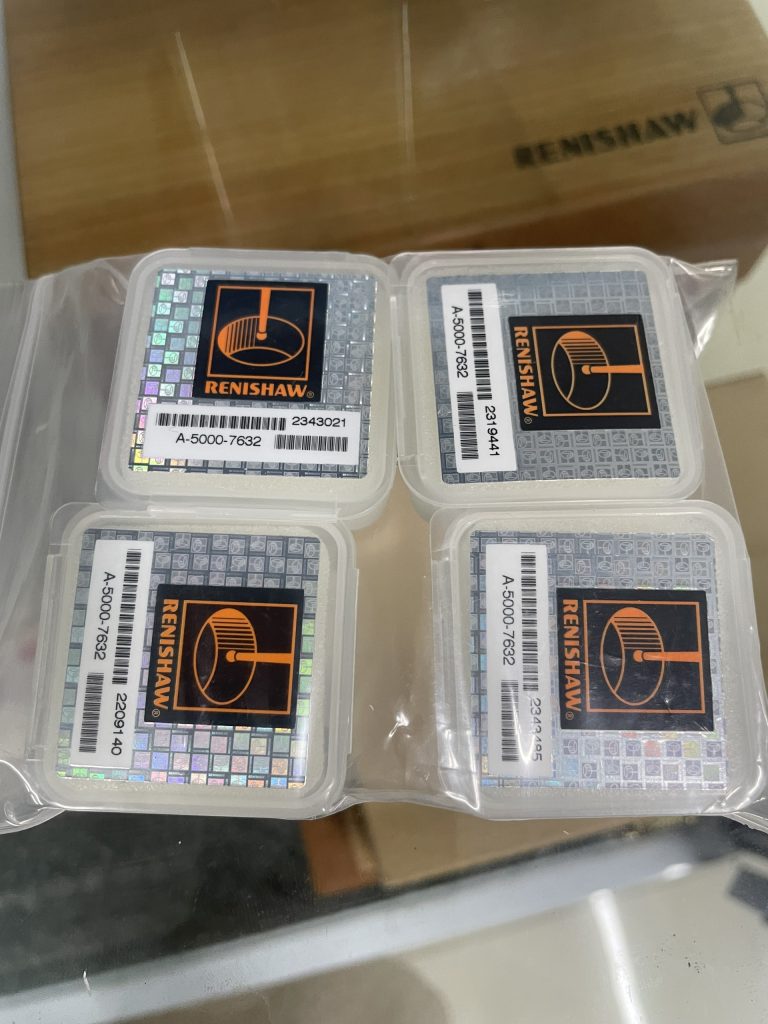 RENISHAW
RENISHAW®
2343021
A-5000-7632
RENISHAW®
2319441
A-5000-7632
RENISHAW®
2209140
A-5000-7632
RENISHAW®
A-5000-7632